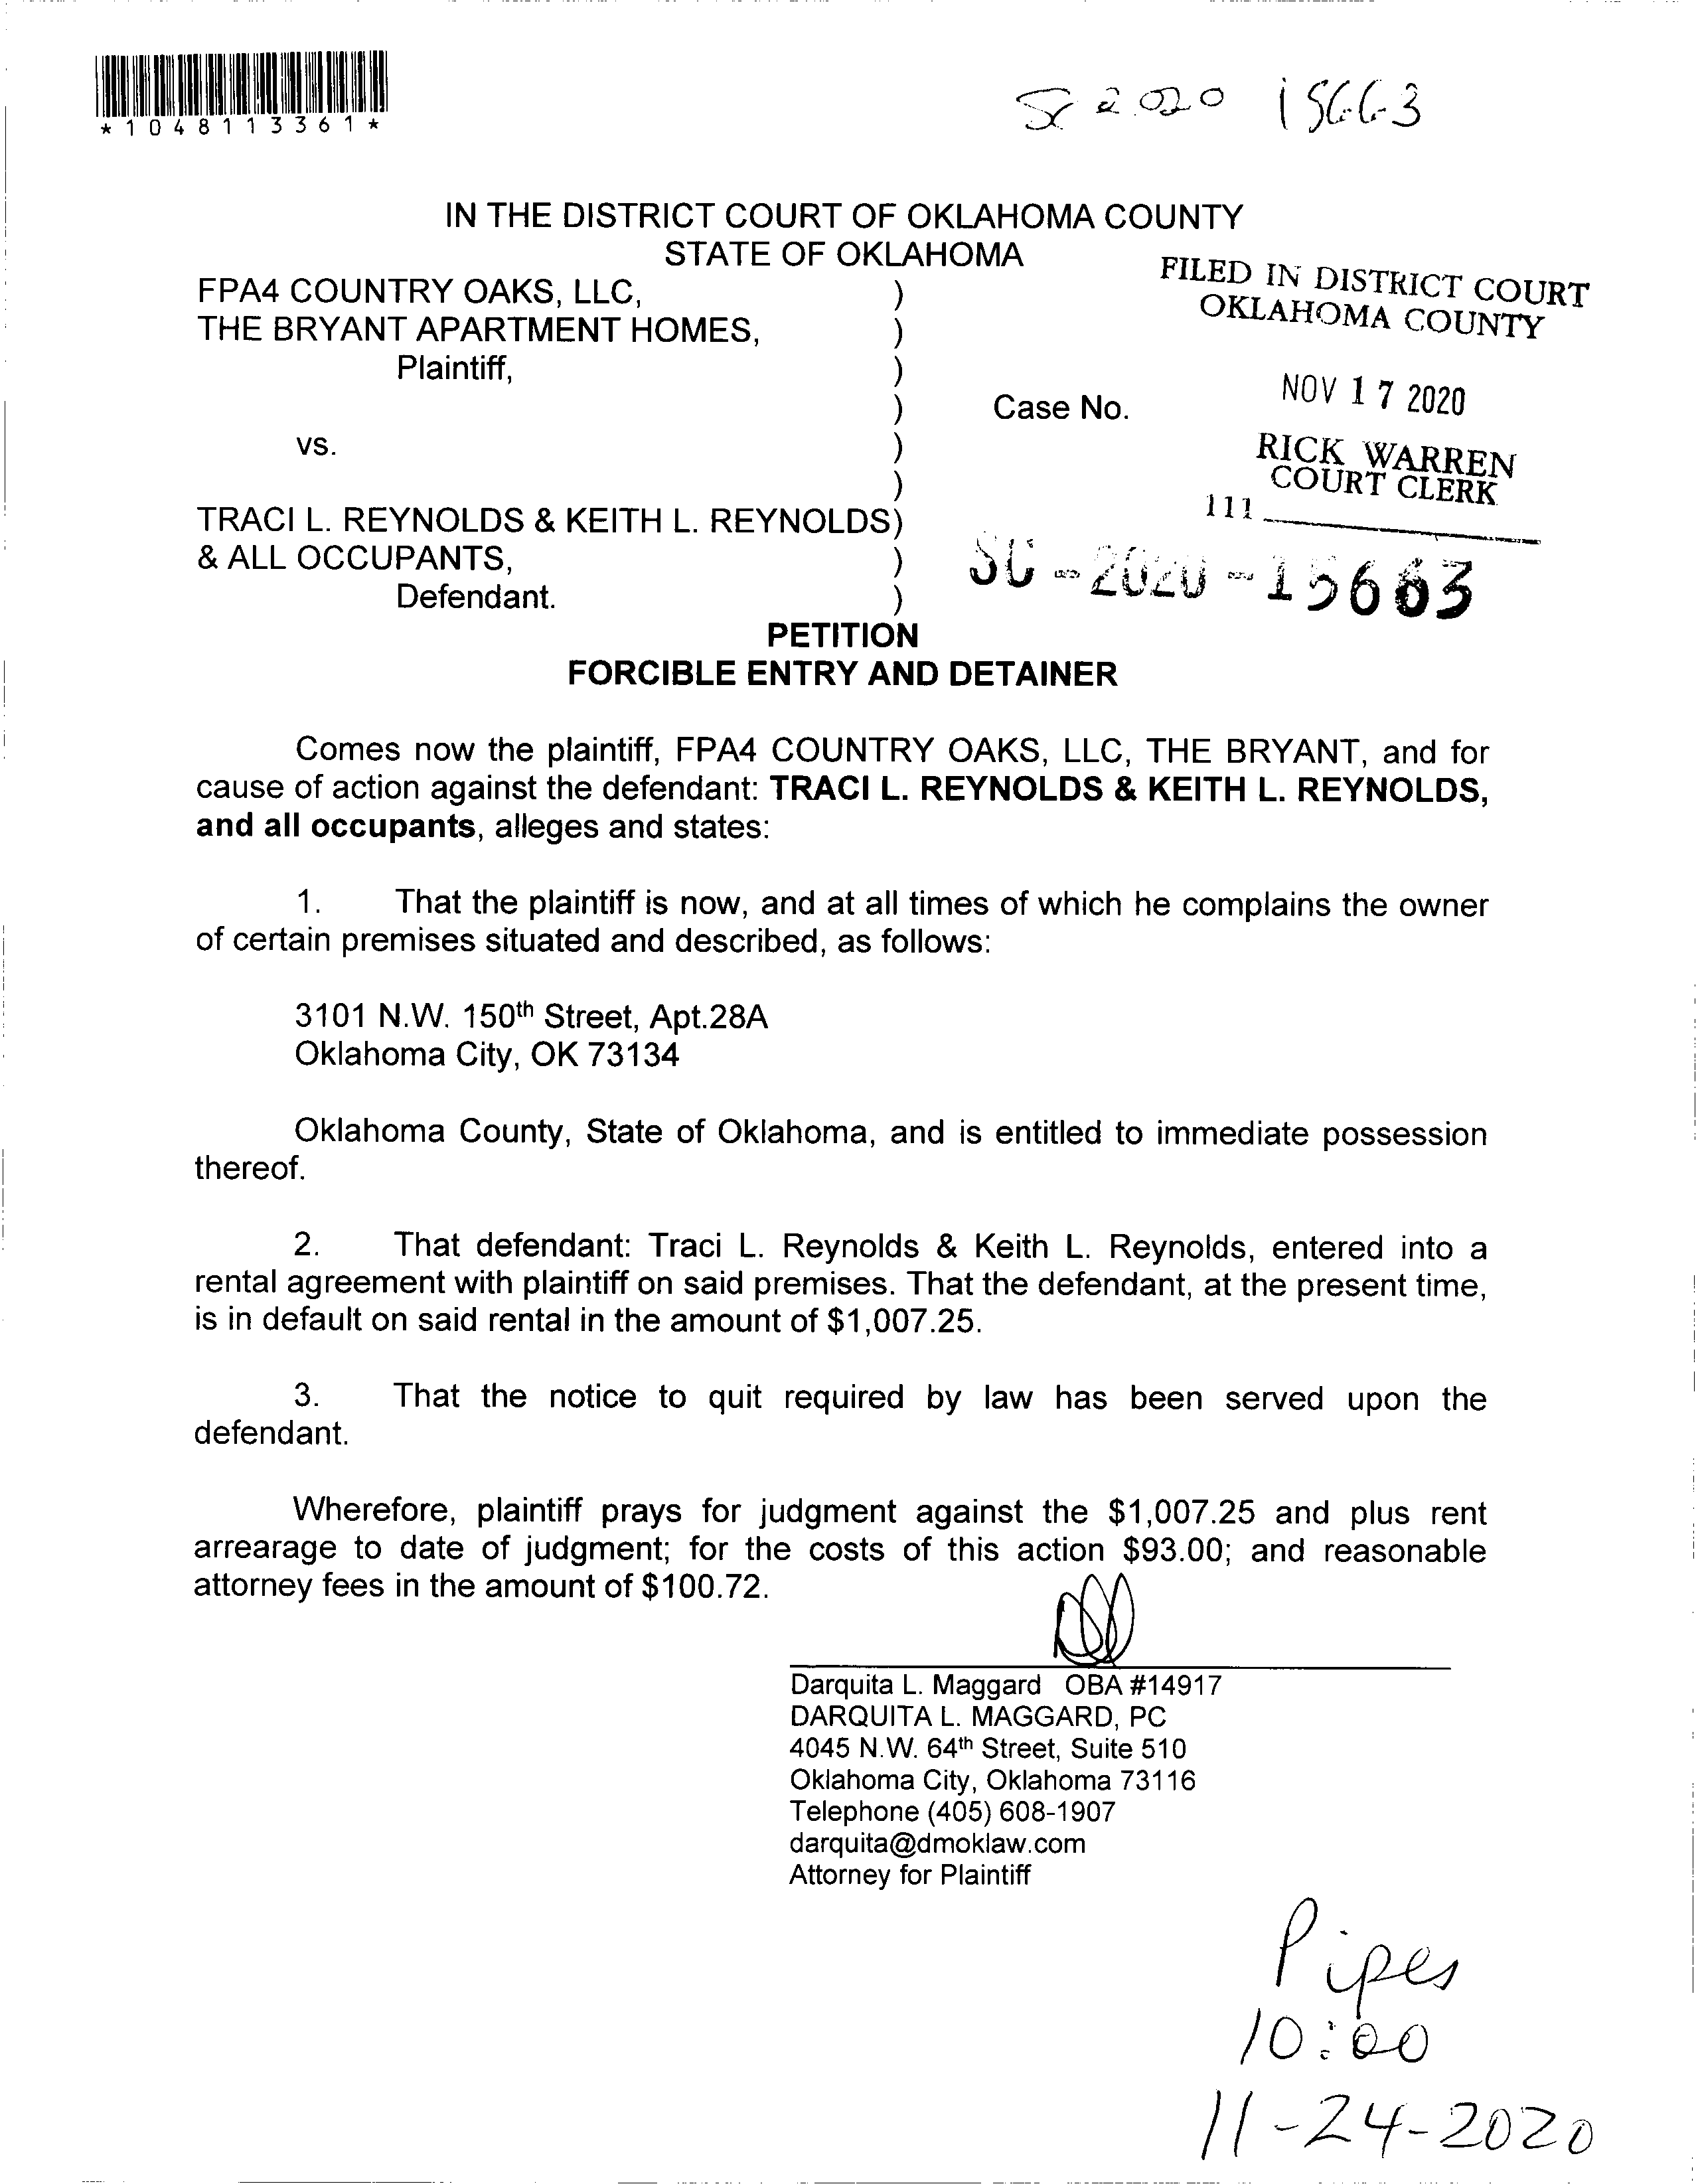 *1048113361*
SC 2020 15663
IN THE DISTRICT COURT OF OKLAHOMA COUNTY
STATE OF OKLAHOMA
FILED IN DISTRICT COURT
OKLAHOMA COUNTY
FPA4 COUNTRY OAKS, LLC, )
THE BRYANT APARTMENT HOMES, )
Plaintiff, )
NOV 17 2020
) Case No.
vs. )
RICK WARREN
COURT CLERK
)
111
TRACI L. REYNOLDS & KEITH L. REYNOLDS)
& ALL OCCUPANTS, )
SC-2020-15663
Defendant. )
PETITION
FORCIBLE ENTRY AND DETAINER
Comes now the plaintiff, FPA4 COUNTRY OAKS, LLC, THE BRYANT, and for
cause of action against the defendant: TRACI L. REYNOLDS & KEITH L. REYNOLDS,
and all occupants, alleges and states:
1. That the plaintiff is now, and at all times of which he complains the owner
of certain premises situated and described, as follows:
3101 N.W. 150th Street, Apt.28A
Oklahoma City, OK 73134
Oklahoma County, State of Oklahoma, and is entitled to immediate possession
thereof.
2. That defendant: Traci L. Reynolds & Keith L. Reynolds, entered into a
rental agreement with plaintiff on said premises. That the defendant, at the present time,
is in default on said rental in the amount of $1,007.25.
3. That the notice to quit required by law has been served upon the
defendant.
Wherefore, plaintiff prays for judgment against the $1,007.25 and plus rent
arrearage to date of judgment; for the costs of this action $93.00; and reasonable
attorney fees in the amount of $100.72.
Darquita L. Maggard OBA #14917
DARQUITA L. MAGGARD, PC
4045 N.W. 64th Street, Suite 510
Oklahoma City, Oklahoma 73116
Telephone (405) 608-1907
darquita@dmoklaw.com
Attorney for Plaintiff
Pipes
10:00
11-24-2020